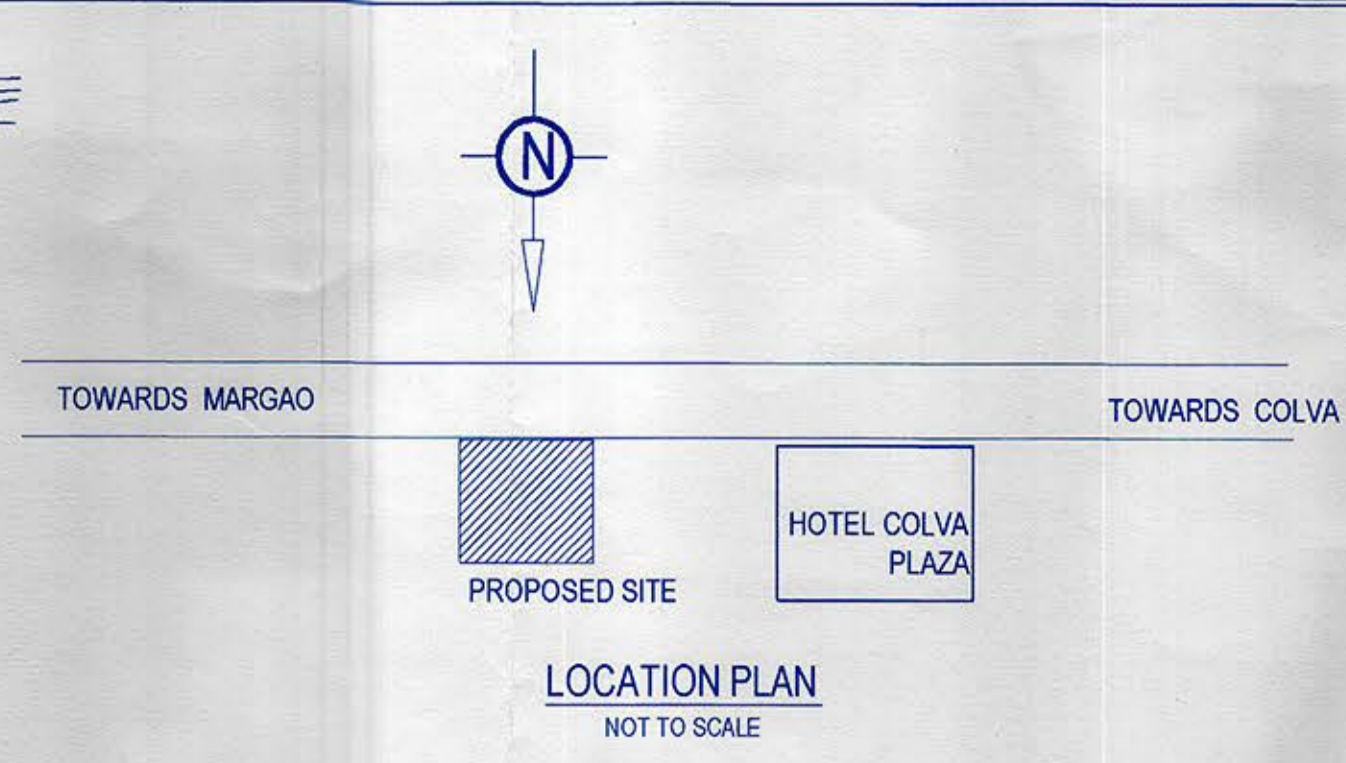 N
TOWARDS MARGAO
TOWARDS COLVA
HOTEL COLVA
PLAZA
PROPOSED SITE
LOCATION PLAN
NOT TO SCALE